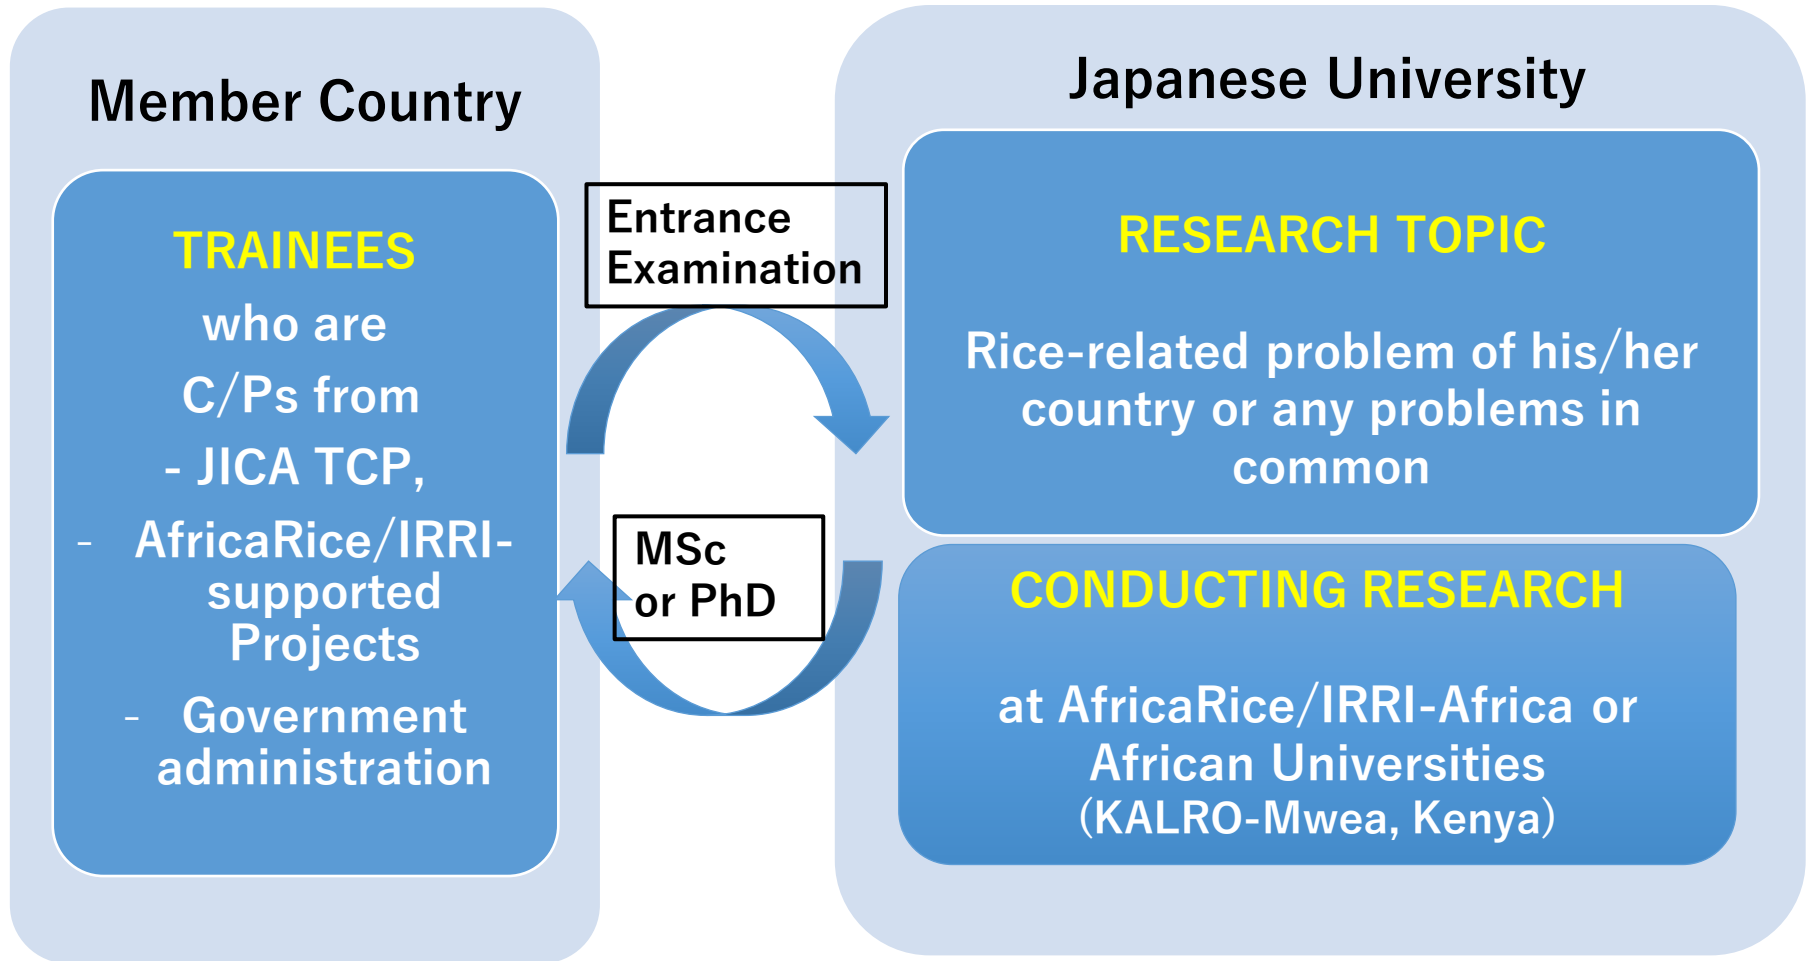 Member Country
TRAINEES
who are
C/Ps from
- JICA TCP,
- AfricaRice/IRRI-
supported
Projects
- Government
administration
Entrance
Examination
MSc
or PhD
Japanese University
RESEARCH TOPIC
Rice-related problem of his/her
country or any problems in
common
CONDUCTING RESEARCH
at AfricaRice/IRRI-Africa or
African Universities
(KALRO-Mwea, Kenya)